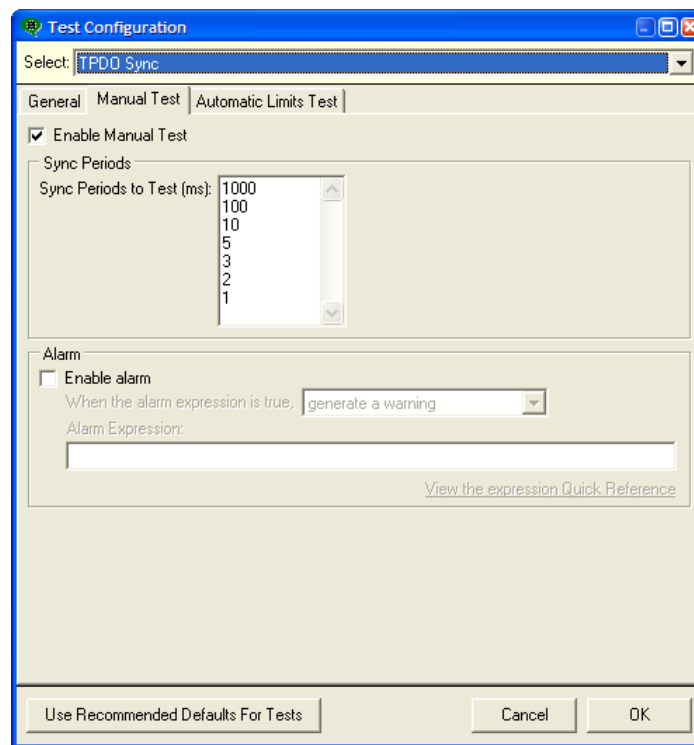 Test Configuration
Select: TPDO Sync
General Manual Test Automatic Limits Test
Enable Manual Test
Sync Periods
Sync Periods to Test (ms): 1000
100
10
5
3
2
1
Alarm
Enable alarm
When the alarm expression is true, generate a warning
Alarm Expression:
View the expression Quick Reference
Use Recommended Defaults For Tests Cancel OK